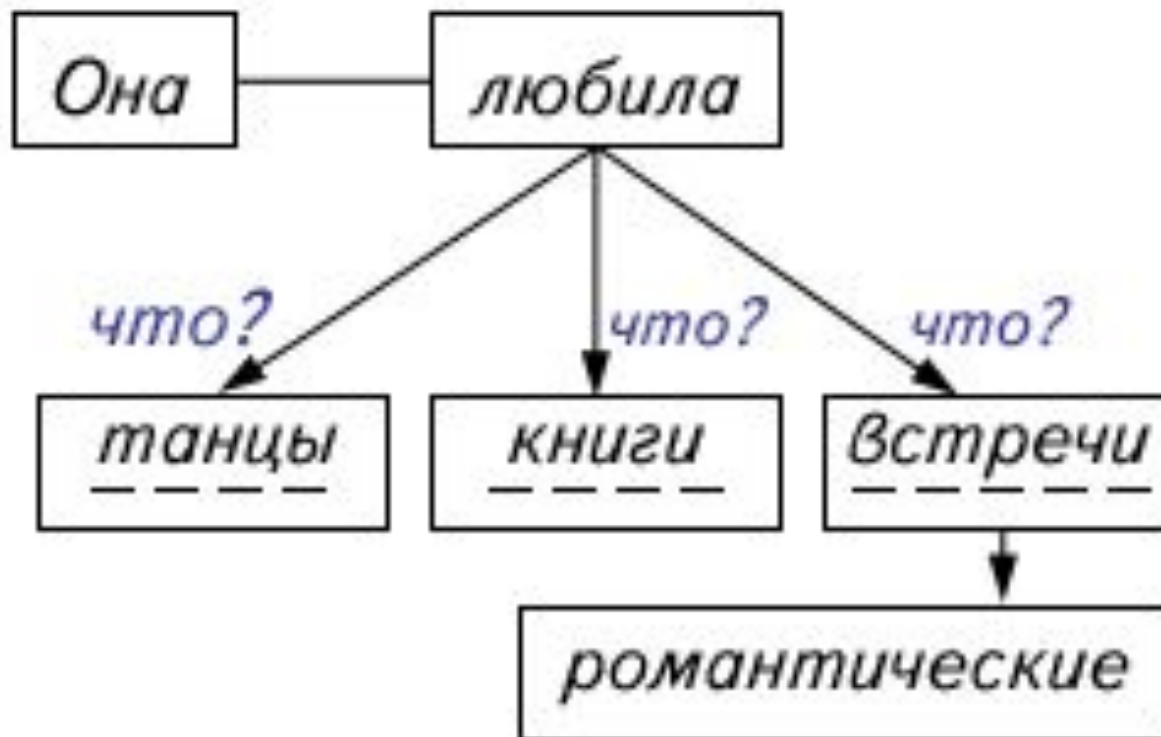 Она любила
что? что? что?
танцы книги встречи
романтические